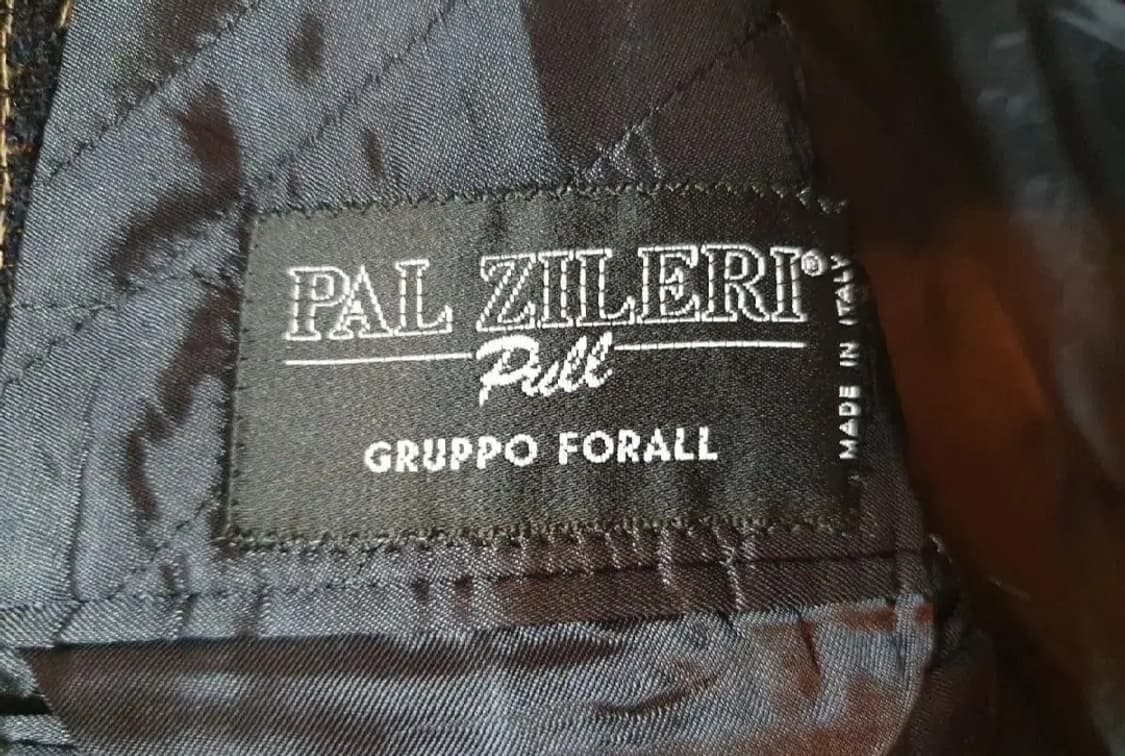 PAL ZILERI®
Pull
GRUPPO FORALL
MADE IN ITALY